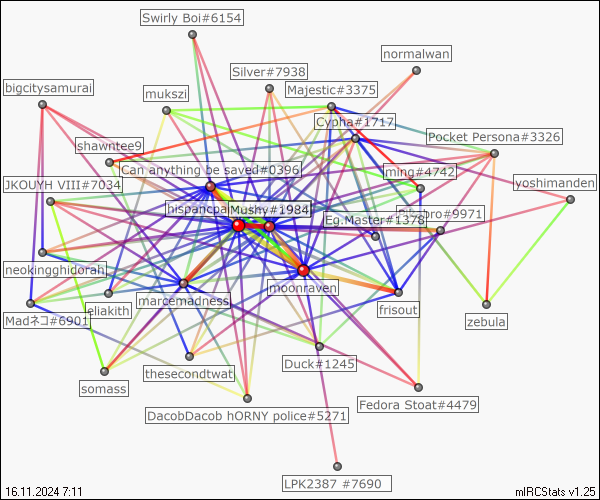 Swirly Boi#6154
normalwan
Silver#7938
bigcitysamurai
mukszi
Majestic#3375
Cypha#1717
Pocket Persona#3326
shawntee9
Can anything be saved#0396
ming#4742
JKOUYH VIII#7034
yoshimanden
hispancpa
Mushy#1984
Eg.Master#1378
#9971
neokingghidorah
moonraven
eliakith
marcemadness
frisout
Madネコ#6901
zebula
Duck#1245
thesecondtwat
somass
Fedora Stoat#4479
DacobDacob hORNY police#5271
LPK2387 #7690
16.11.2024 7:11
mIRCStats v1.25